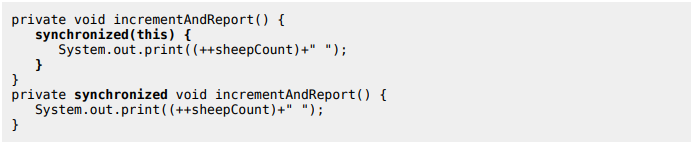 private void incrementAndReport() {
   synchronized(this) {
      System.out.print((++sheepCount)+" ");
   }
}
private synchronized void incrementAndReport() {
   System.out.print((++sheepCount)+" ");
}